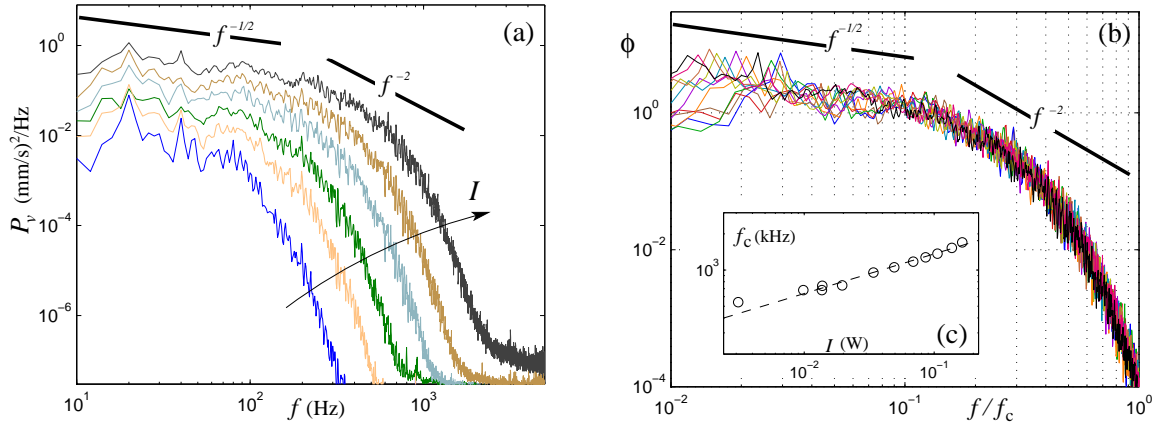 (a)
f^{-1/2}
f^{-2}
I
P_v (mm/s)^2/Hz
10^0
10^{-2}
10^{-4}
10^{-6}
10^1
10^2
10^3
f (Hz)
(b)
ϕ
f^{-1/2}
f^{-2}
10^0
10^{-2}
10^{-4}
10^{-2}
10^{-1}
10^0
f/f_c
f_c (kHz)
10^3
(c)
I (W)
10^{-2}
10^{-1}